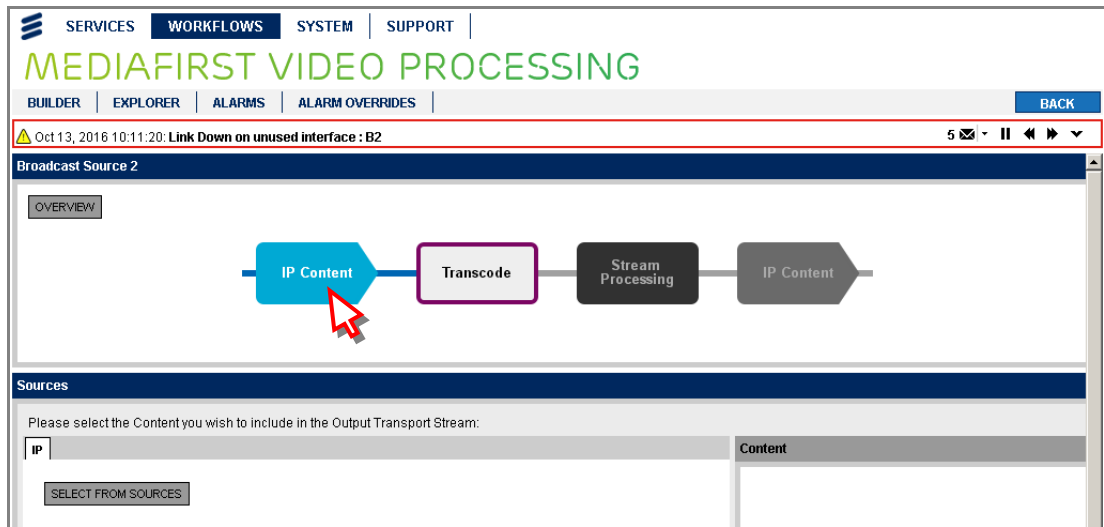 SERVICES WORKFLOWS SYSTEM SUPPORT
MEDIAFIRST VIDEO PROCESSING
BUILDER EXPLORER ALARMS ALARM OVERRIDES BACK
Oct 13, 2016 10:11:20: Link Down on unused interface : B2 5
Broadcast Source 2
OVERVIEW
IP Content Transcode Stream Processing IP Content
Sources
Please select the Content you wish to include in the Output Transport Stream:
IP Content
SELECT FROM SOURCES